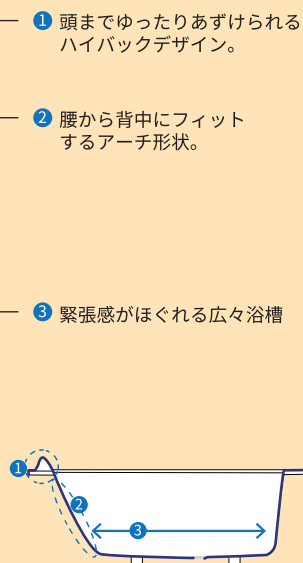 1 頭までゆったりあずけられる
ハイバックデザイン。
2 腰から背中にフィット
するアーチ形状。
3 緊張感がほぐれる広々浴槽
1
2
3